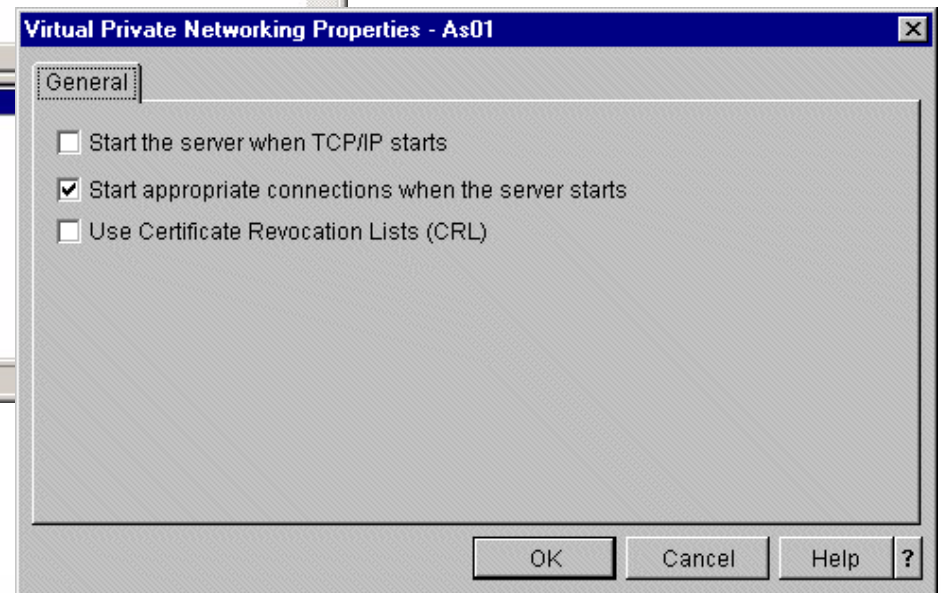 Virtual Private Networking Properties - As01
General
Start the server when TCP/IP starts
Start appropriate connections when the server starts
Use Certificate Revocation Lists (CRL)
OK Cancel Help ?